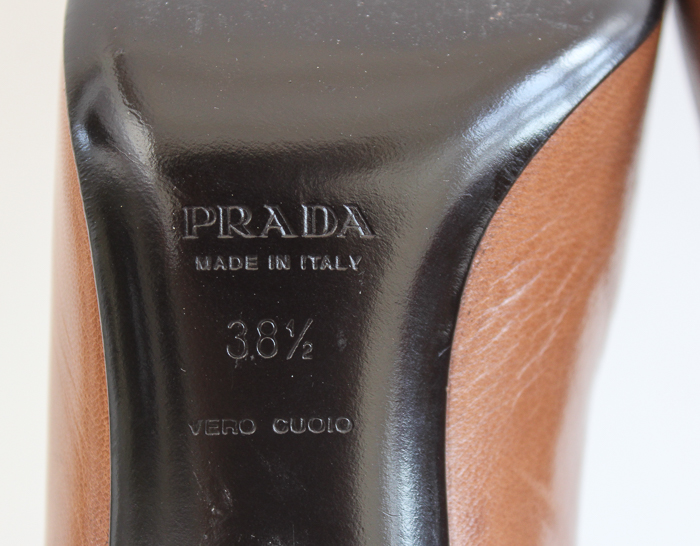 PRADA
MADE IN ITALY
38½
VERO CUOIO